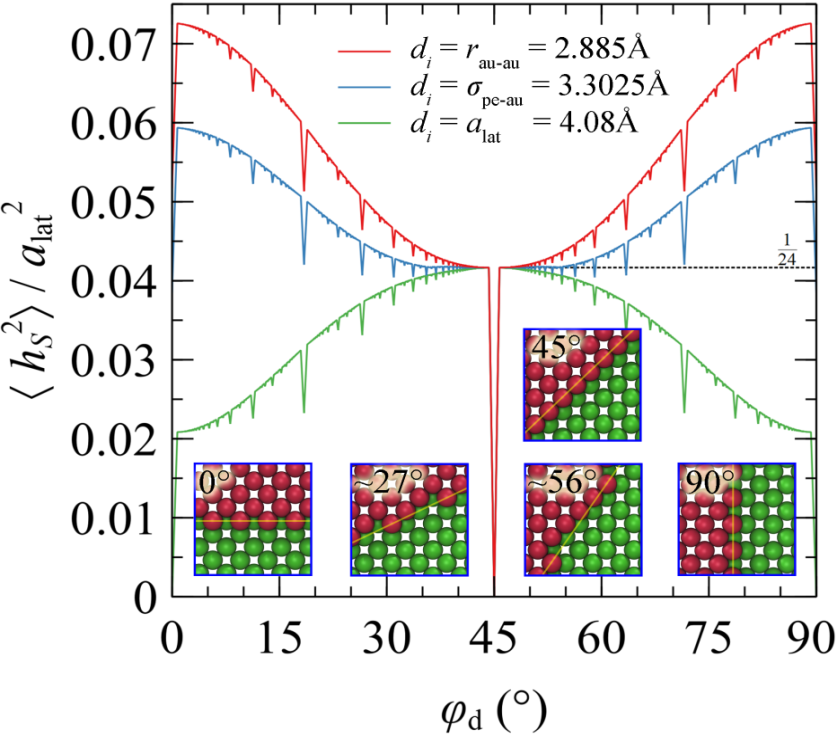 0.07
0.06
0.05
0.04
0.03
0.02
0.01
0
⟨ h_S^2 ⟩ / a_lat^2
d_i = r_au-au = 2.885Å
d_i = σ_pe-au = 3.3025Å
d_i = a_lat = 4.08Å
1/24
45°
0°
~27°
~56°
90°
0 15 30 45 60 75 90
φ_d (°)